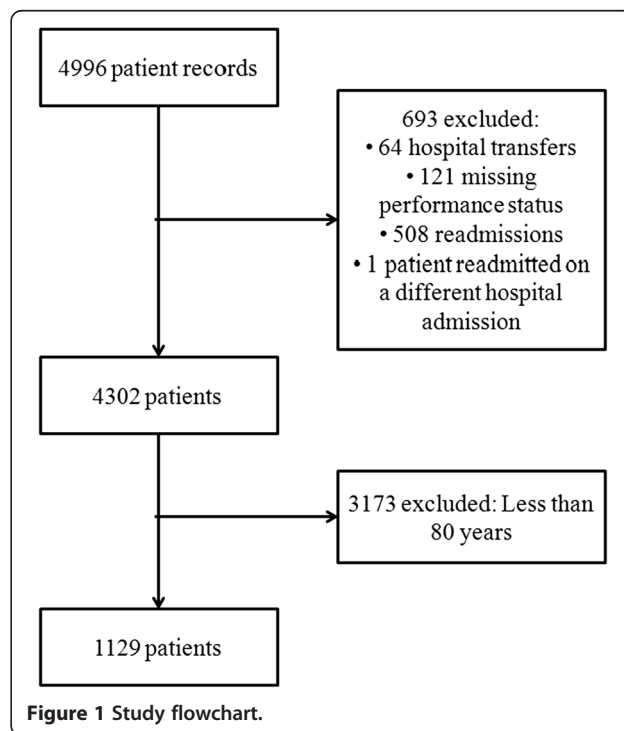 4996 patient records
693 excluded:
• 64 hospital transfers
• 121 missing
performance status
• 508 readmissions
• 1 patient readmitted on
a different hospital
admission
4302 patients
3173 excluded: Less than
80 years
1129 patients
Figure 1 Study flowchart.